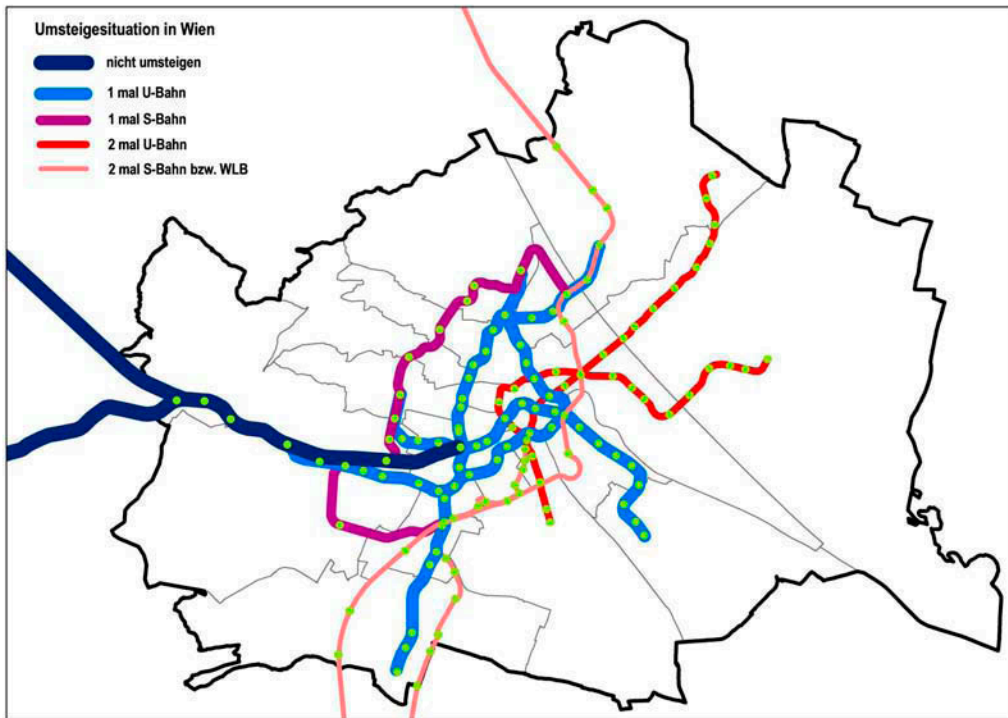 Umsteigesituation in Wien
nicht umsteigen
1 mal U-Bahn
1 mal S-Bahn
2 mal U-Bahn
2 mal S-Bahn bzw. WLB